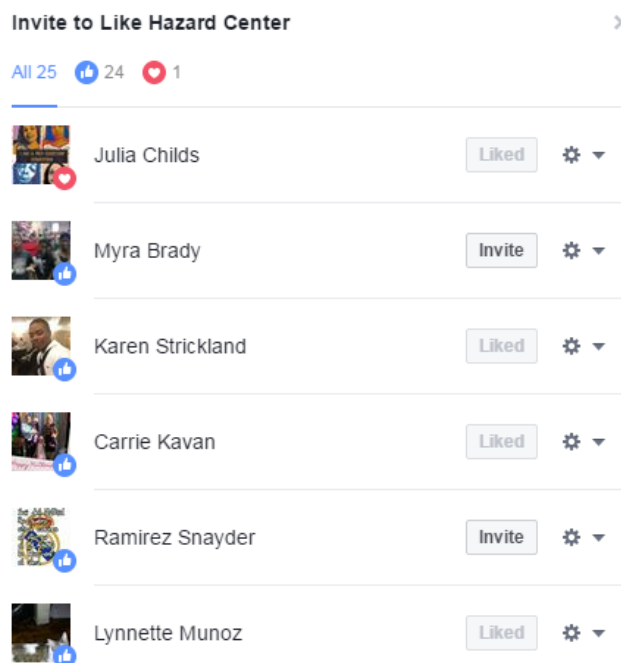 Invite to Like Hazard Center
All 25 24 1
Julia Childs Liked
Myra Brady Invite
Karen Strickland Liked
Carrie Kavan Liked
Ramirez Snayder Invite
Lynnette Munoz Liked